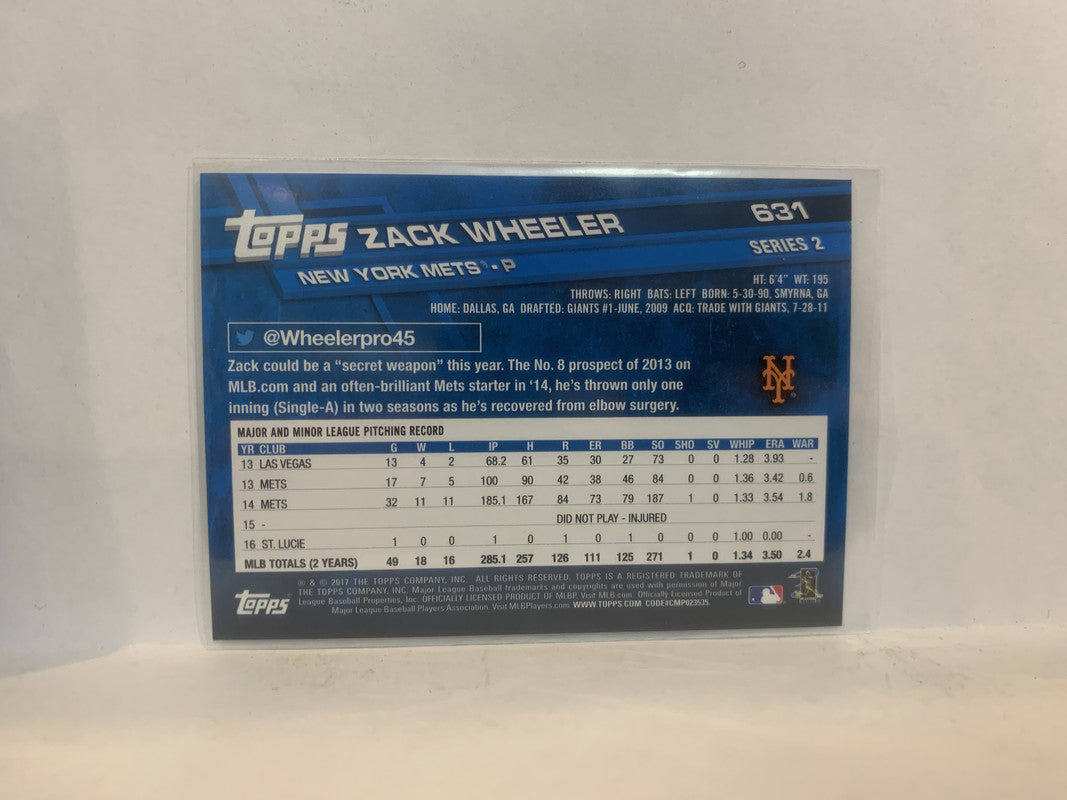 TOPPS ZACK WHEELER 631
NEW YORK METS® - P SERIES 2
HT: 6'4" WT: 195
THROWS: RIGHT BATS: LEFT BORN: 5-30-90, SMYRNA, GA
HOME: DALLAS, GA DRAFTED: GIANTS #1-JUNE, 2009 ACQ: TRADE WITH GIANTS, 7-28-11
@Wheelerpro45
Zack could be a “secret weapon” this year. The No. 8 prospect of 2013 on
MLB.com and an often-brilliant Mets starter in ‘14, he’s thrown only one
inning (Single-A) in two seasons as he’s recovered from elbow surgery.
NY
MAJOR AND MINOR LEAGUE PITCHING RECORD
YR CLUB G W L IP H R ER BB SO SHO SV WHIP ERA WAR
13 LAS VEGAS 13 4 2 68.2 61 35 30 27 73 0 0 1.28 3.93 -
13 METS 17 7 5 100 90 42 38 46 84 0 0 1.36 3.42 0.6
14 METS 32 11 11 185.1 167 84 73 79 187 1 0 1.33 3.54 1.8
15 - DID NOT PLAY - INJURED
16 ST. LUCIE 1 0 0 1 0 1 0 1 0 0 0 1.00 0.00 -
MLB TOTALS (2 YEARS) 49 18 16 285.1 257 126 111 125 271 1 0 1.34 3.50 2.4
® & © 2017 THE TOPPS COMPANY, INC. ALL RIGHTS RESERVED. TOPPS IS A REGISTERED TRADEMARK OF
THE TOPPS COMPANY, INC. Major League Baseball trademarks and copyrights are used with permission of Major
League Baseball Properties, Inc. OFFICIALLY LICENSED PRODUCT OF MLBP Visit MLB.com Officially Licensed Product of
Major League Baseball Players Association. Visit MLBPlayers.com WWW.TOPPS.COM. CODE#CMP023535.
TOPPS